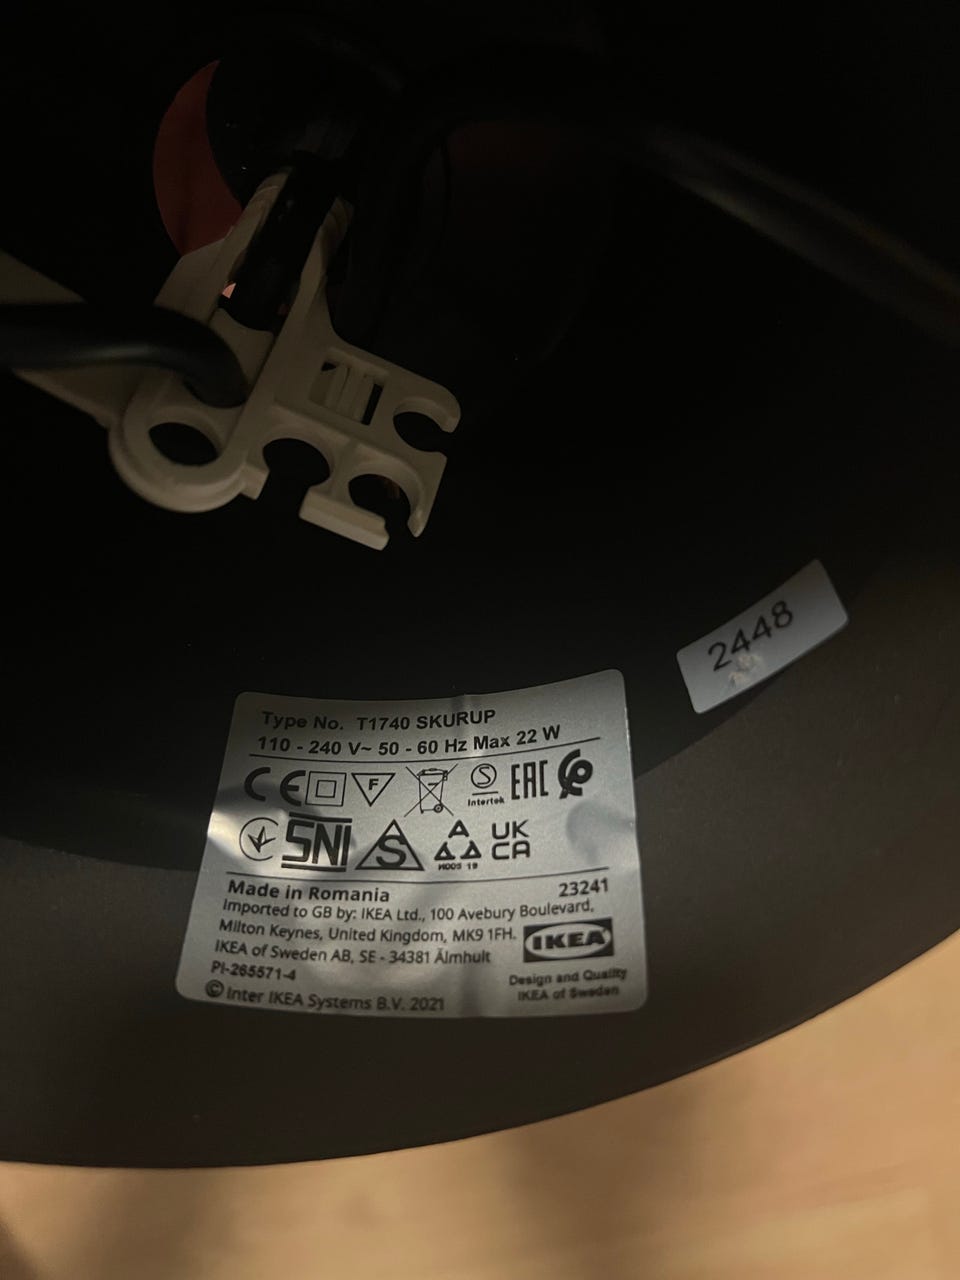 2448
Type No. T1740 SKURUP
110 - 240 V~ 50 - 60 Hz Max 22 W
CE F Intertek EAC
SNI S A UK CA
Made in Romania 23241
Imported to GB by: IKEA Ltd., 100 Avebury Boulevard,
Milton Keynes, United Kingdom, MK9 1FH.
IKEA
IKEA of Sweden AB, SE - 34381 Älmhult
PI-265571-4
Design and Quality
IKEA of Sweden
© Inter IKEA Systems B.V. 2021